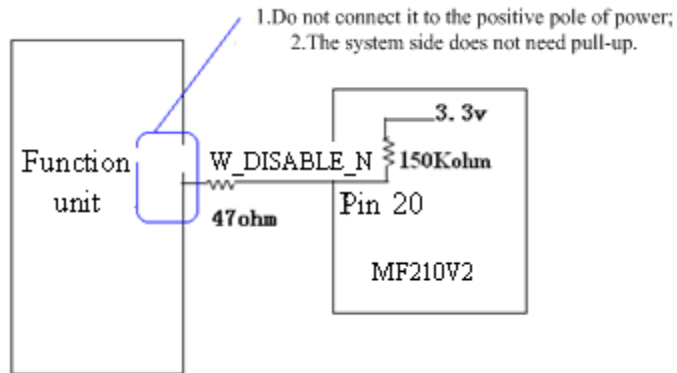 1.Do not connect it to the positive pole of power;
2.The system side does not need pull-up.
3. 3v
Function
unit
W_DISABLE_N
150Kohm
47ohm
Pin 20
MF210V2